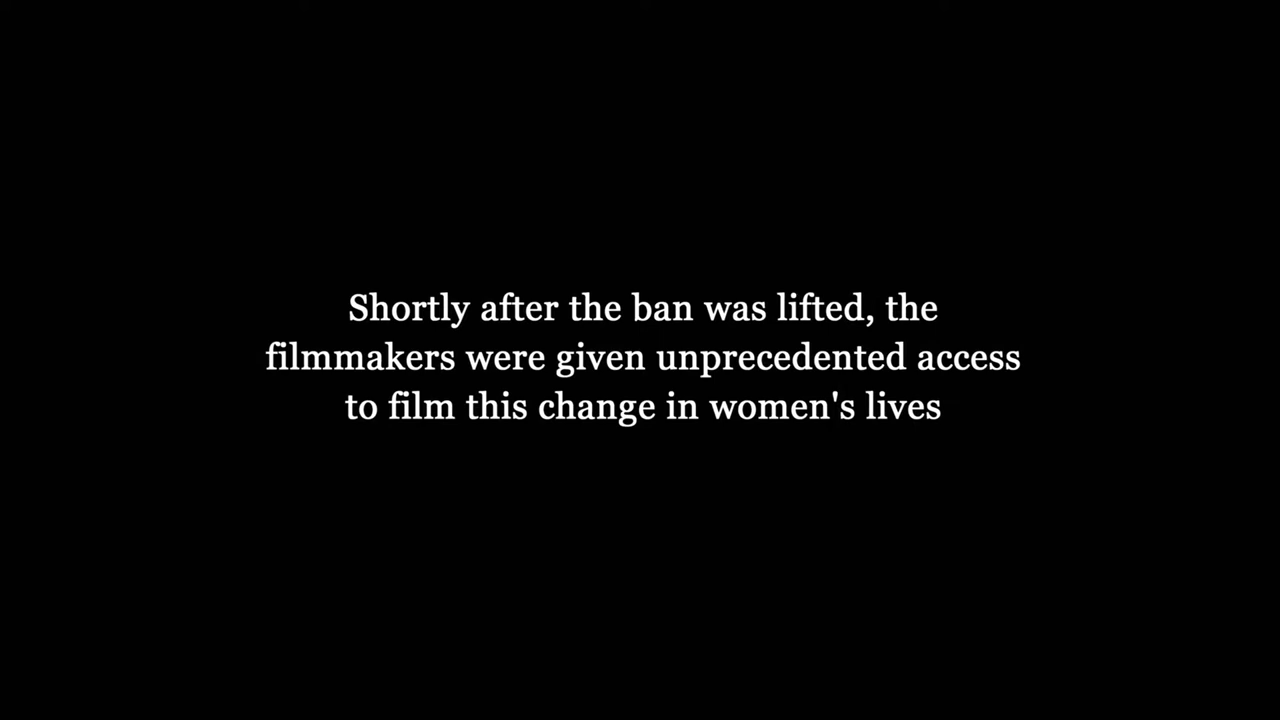 Shortly after the ban was lifted, the
filmmakers were given unprecedented access
to film this change in women's lives